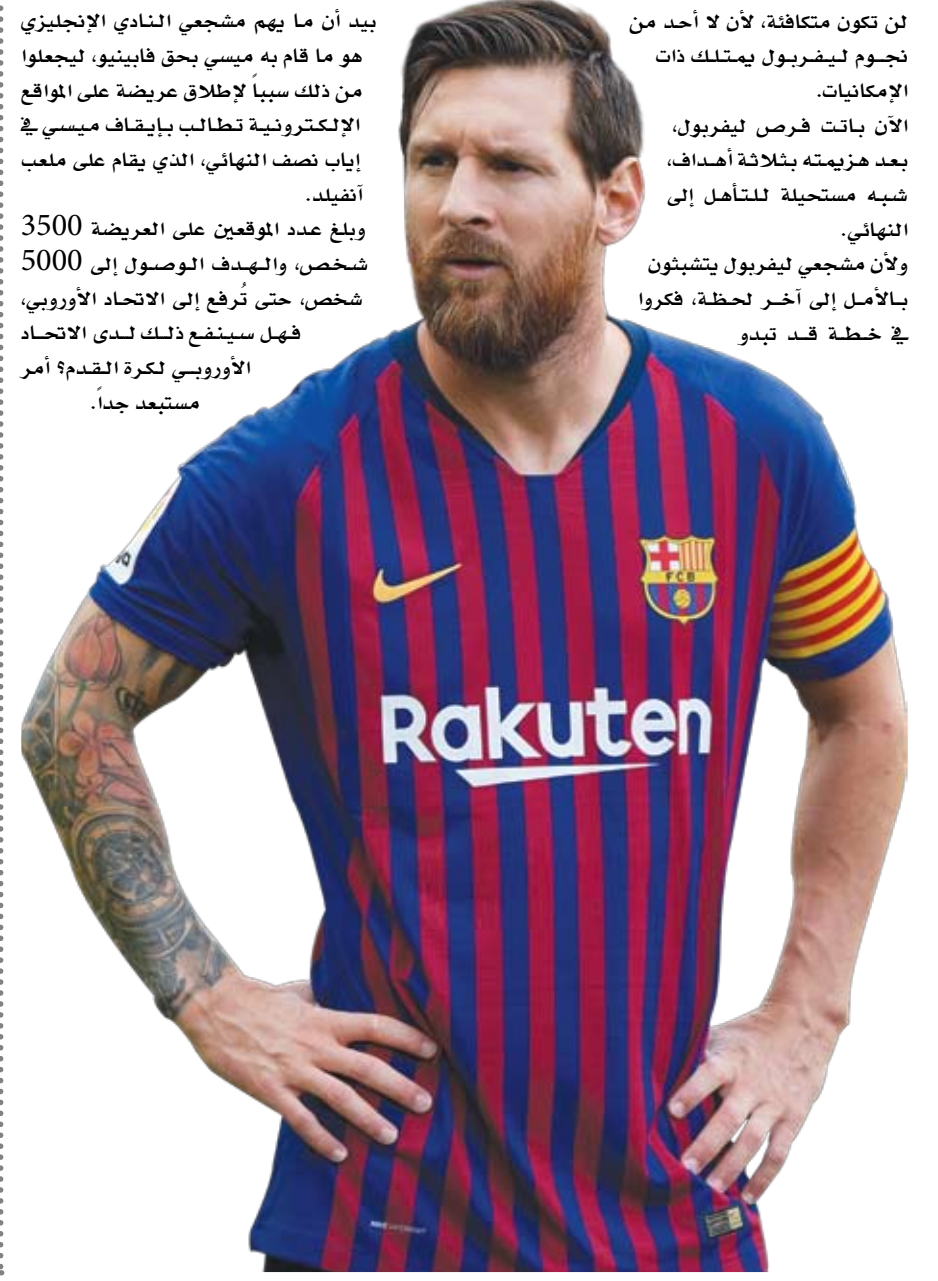 لن تكون متكافئة، لأن لا أحد من
نجوم ليفربول يمتلك ذات
الإمكانيات.
الآن باتت فرص ليفربول،
بعد هزيمته بثلاثة أهداف،
شبه مستحيلة للتأهل إلى
النهائي.
ولأن مشجعي ليفربول يتشبثون
بالأمل إلى آخر لحظة، فكروا
في خطة قد تبدو
بيد أن ما يهم مشجعي النادي الإنجليزي
هو ما قام به ميسي بحق فابينيو، ليجعلوا
من ذلك سبباً لإطلاق عريضة على المواقع
الإلكترونية تطالب بإيقاف ميسي في
إياب نصف النهائي، الذي يقام على ملعب
آنفيلد.
وبلغ عدد الموقعين على العريضة 3500
شخص، والهدف الوصول إلى 5000
شخص، حتى تُرفع إلى الاتحاد الأوروبي،
فهل سينفع ذلك لدى الاتحاد
الأوروبي لكرة القدم؟ أمر
مستبعد جداً.
FCB
Rakuten